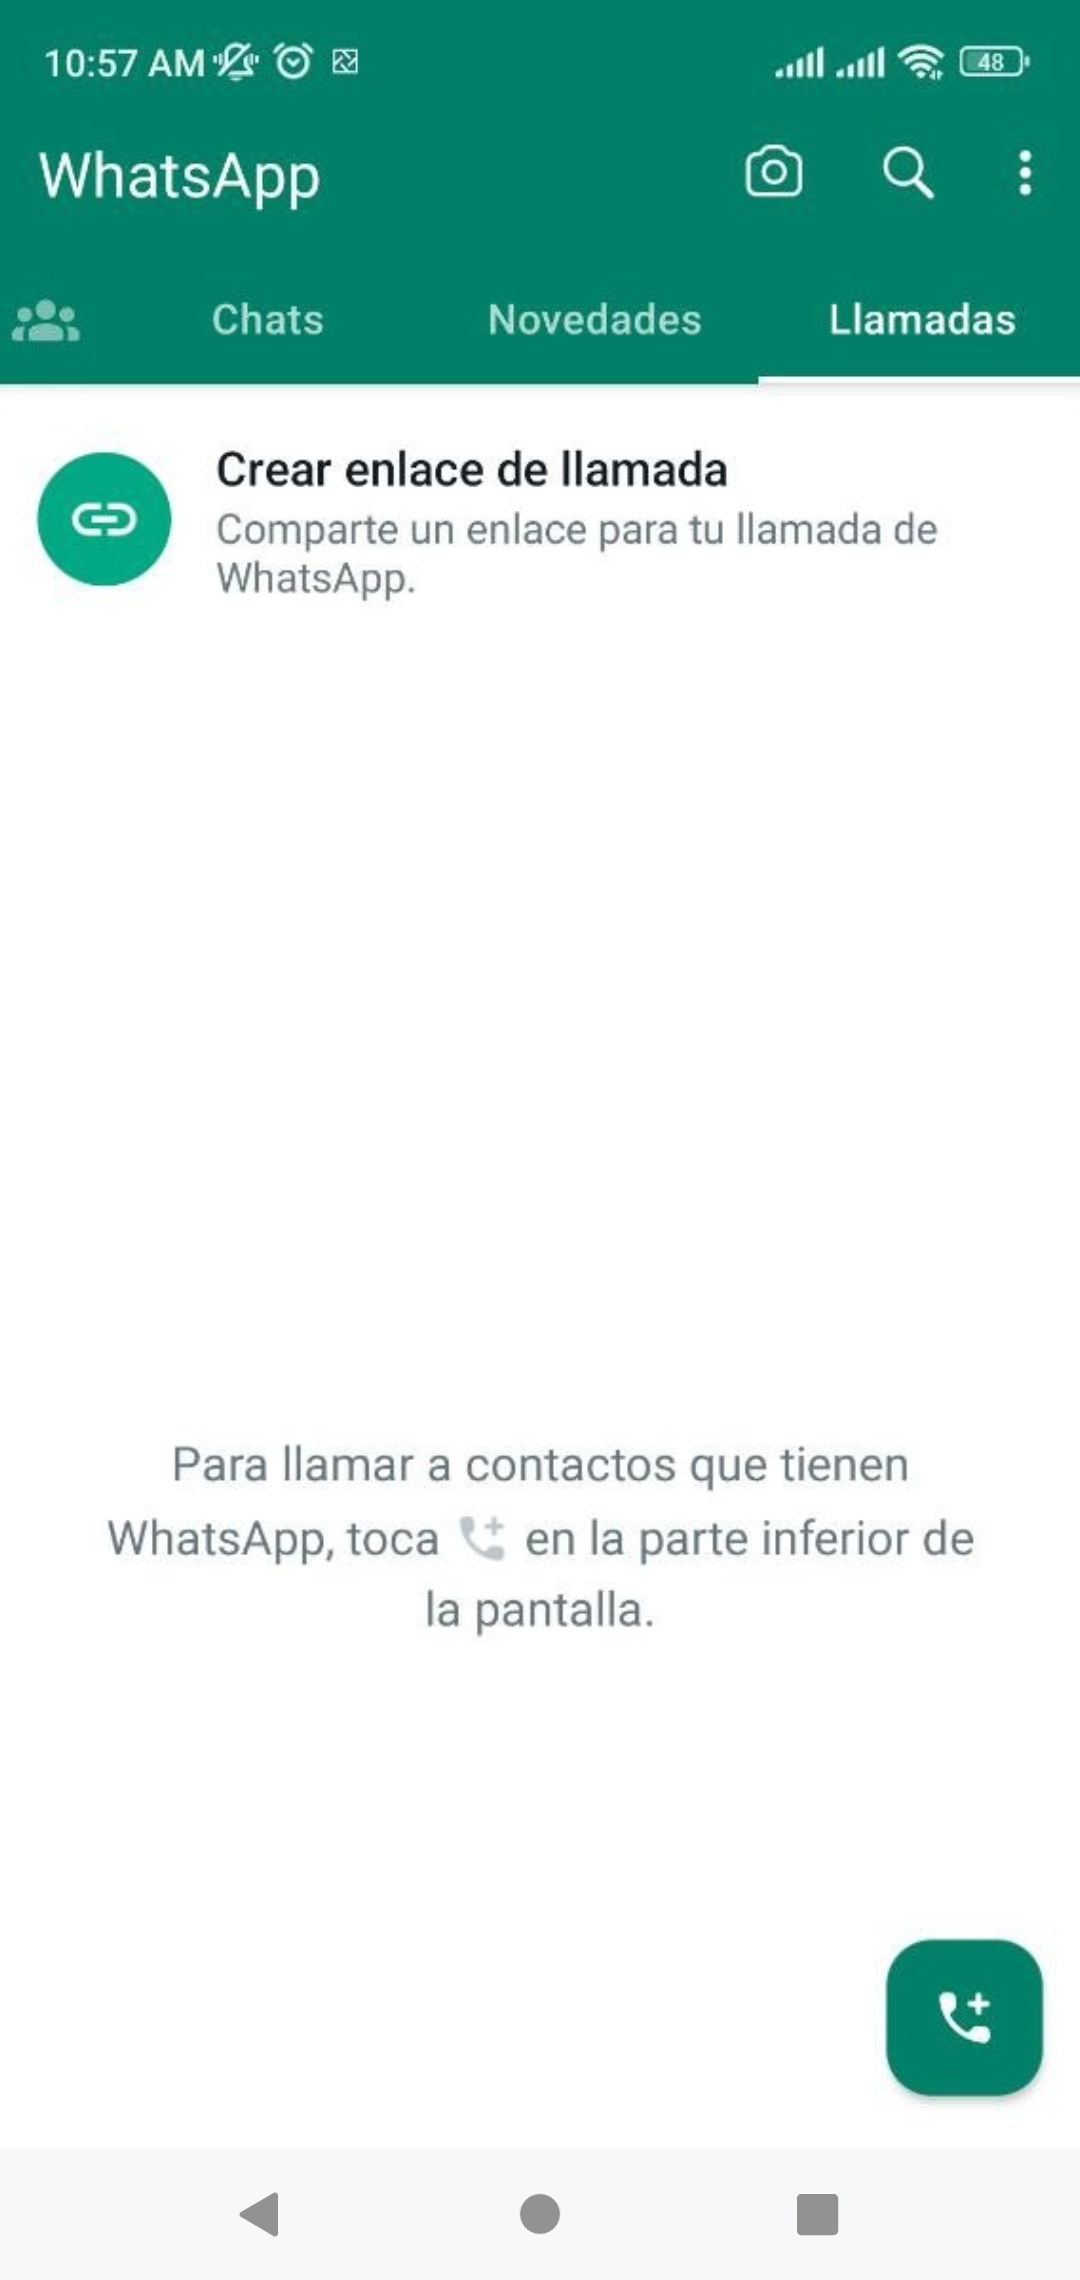 10:57 AM
48
WhatsApp
Chats
Novedades
Llamadas
Crear enlace de llamada
Comparte un enlace para tu llamada de
WhatsApp.
Para llamar a contactos que tienen
WhatsApp, toca en la parte inferior de
la pantalla.